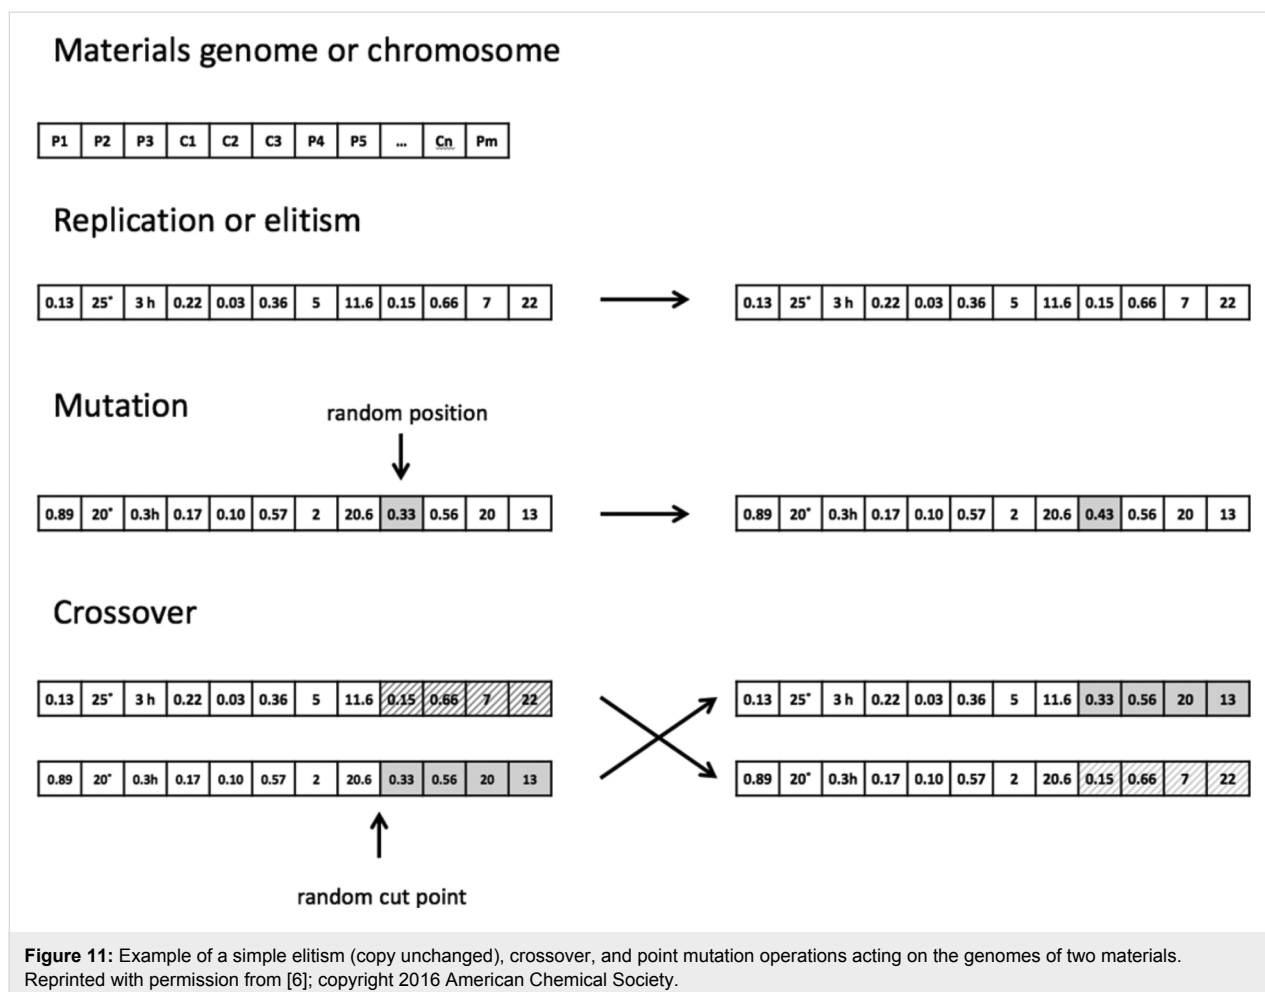 Materials genome or chromosome
P1 P2 P3 C1 C2 C3 P4 P5 ... Cn Pm
Replication or elitism
0.13 25° 3 h 0.22 0.03 0.36 5 11.6 0.15 0.66 7 22
0.13 25° 3 h 0.22 0.03 0.36 5 11.6 0.15 0.66 7 22
Mutation
random position
0.89 20° 0.3h 0.17 0.10 0.57 2 20.6 0.33 0.56 20 13
0.89 20° 0.3h 0.17 0.10 0.57 2 20.6 0.43 0.56 20 13
Crossover
0.13 25° 3 h 0.22 0.03 0.36 5 11.6 0.15 0.66 7 22
0.13 25° 3 h 0.22 0.03 0.36 5 11.6 0.33 0.56 20 13
0.89 20° 0.3h 0.17 0.10 0.57 2 20.6 0.33 0.56 20 13
0.89 20° 0.3h 0.17 0.10 0.57 2 20.6 0.15 0.66 7 22
random cut point
Figure 11: Example of a simple elitism (copy unchanged), crossover, and point mutation operations acting on the genomes of two materials.
Reprinted with permission from [6]; copyright 2016 American Chemical Society.